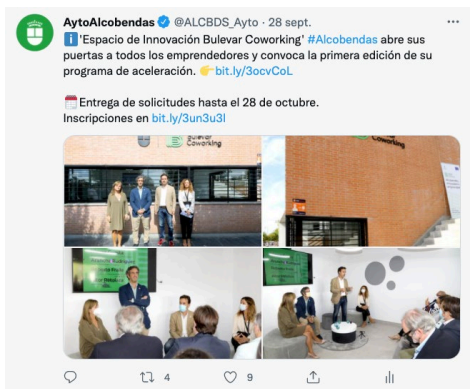 AytoAlcobendas @ALCBDS_Ayto · 28 sept.
ℹ️'Espacio de Innovación Bulevar Coworking' #Alcobendas abre sus
puertas a todos los emprendedores y convoca la primera edición de su
programa de aceleración. 👉bit.ly/3ocvCoL
🗓️Entrega de solicitudes hasta el 28 de octubre.
Inscripciones en bit.ly/3un3u3l
Bulevar
Coworking
Coworking
4
9